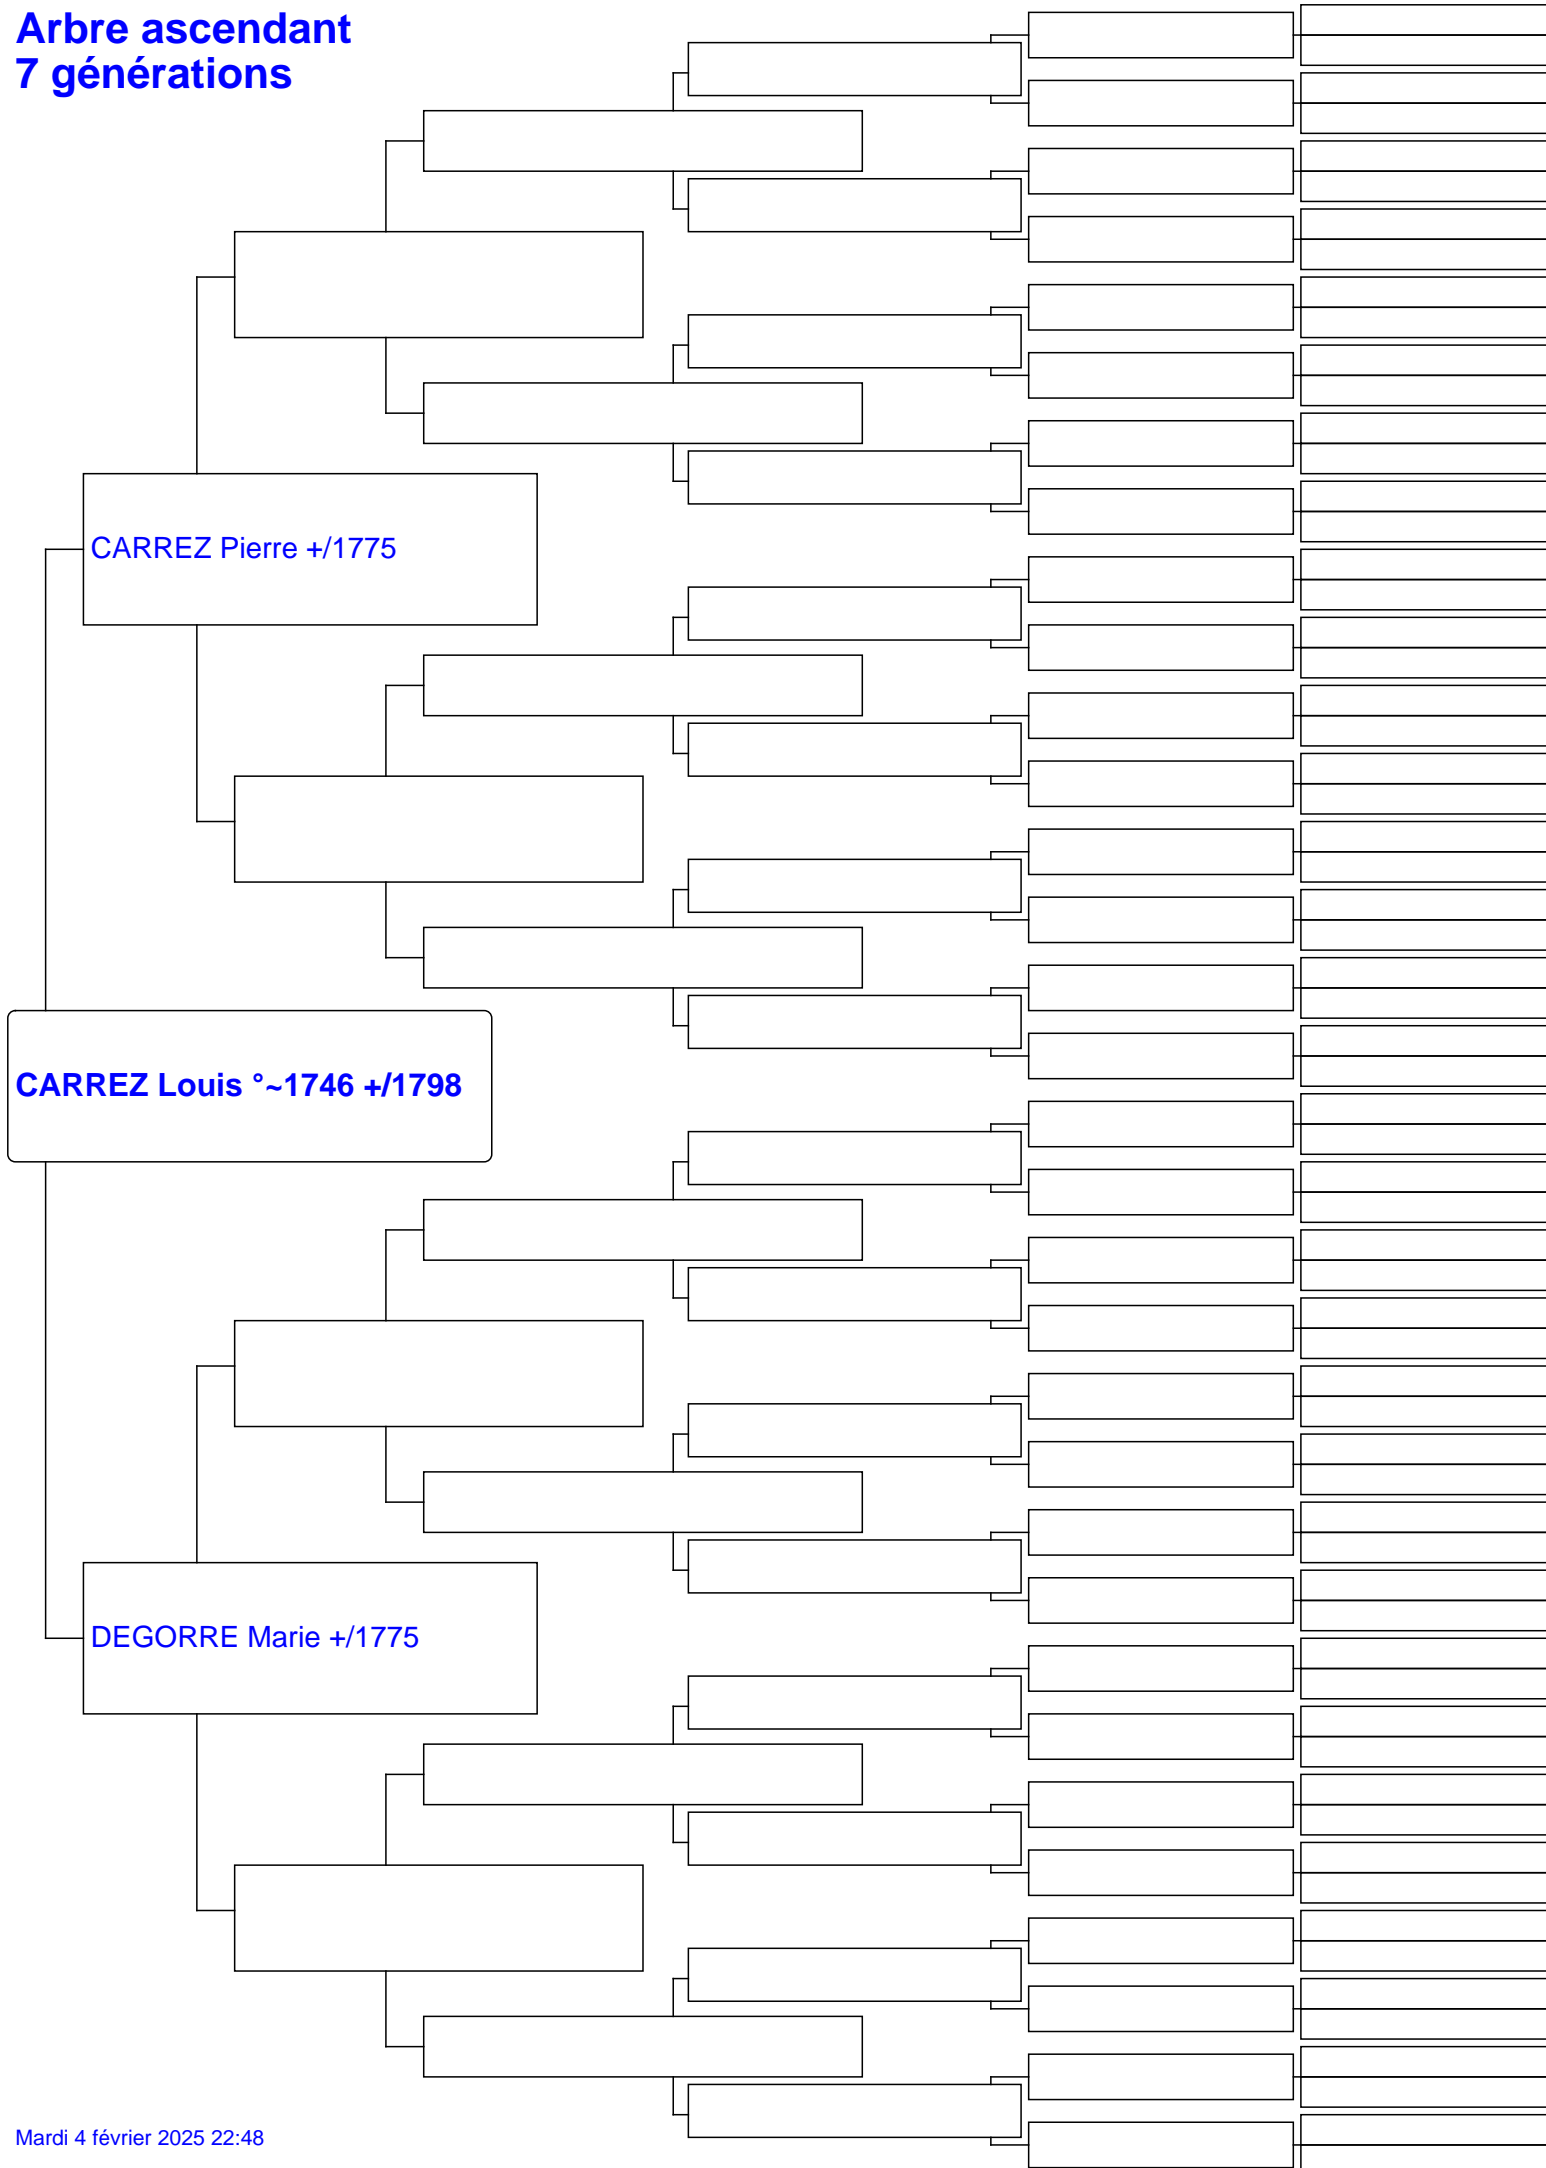 Arbre ascendant
7 générations
CARREZ Pierre +/1775
CARREZ Louis °~1746 +/1798
DEGORRE Marie +/1775
Mardi 4 février 2025 22:48